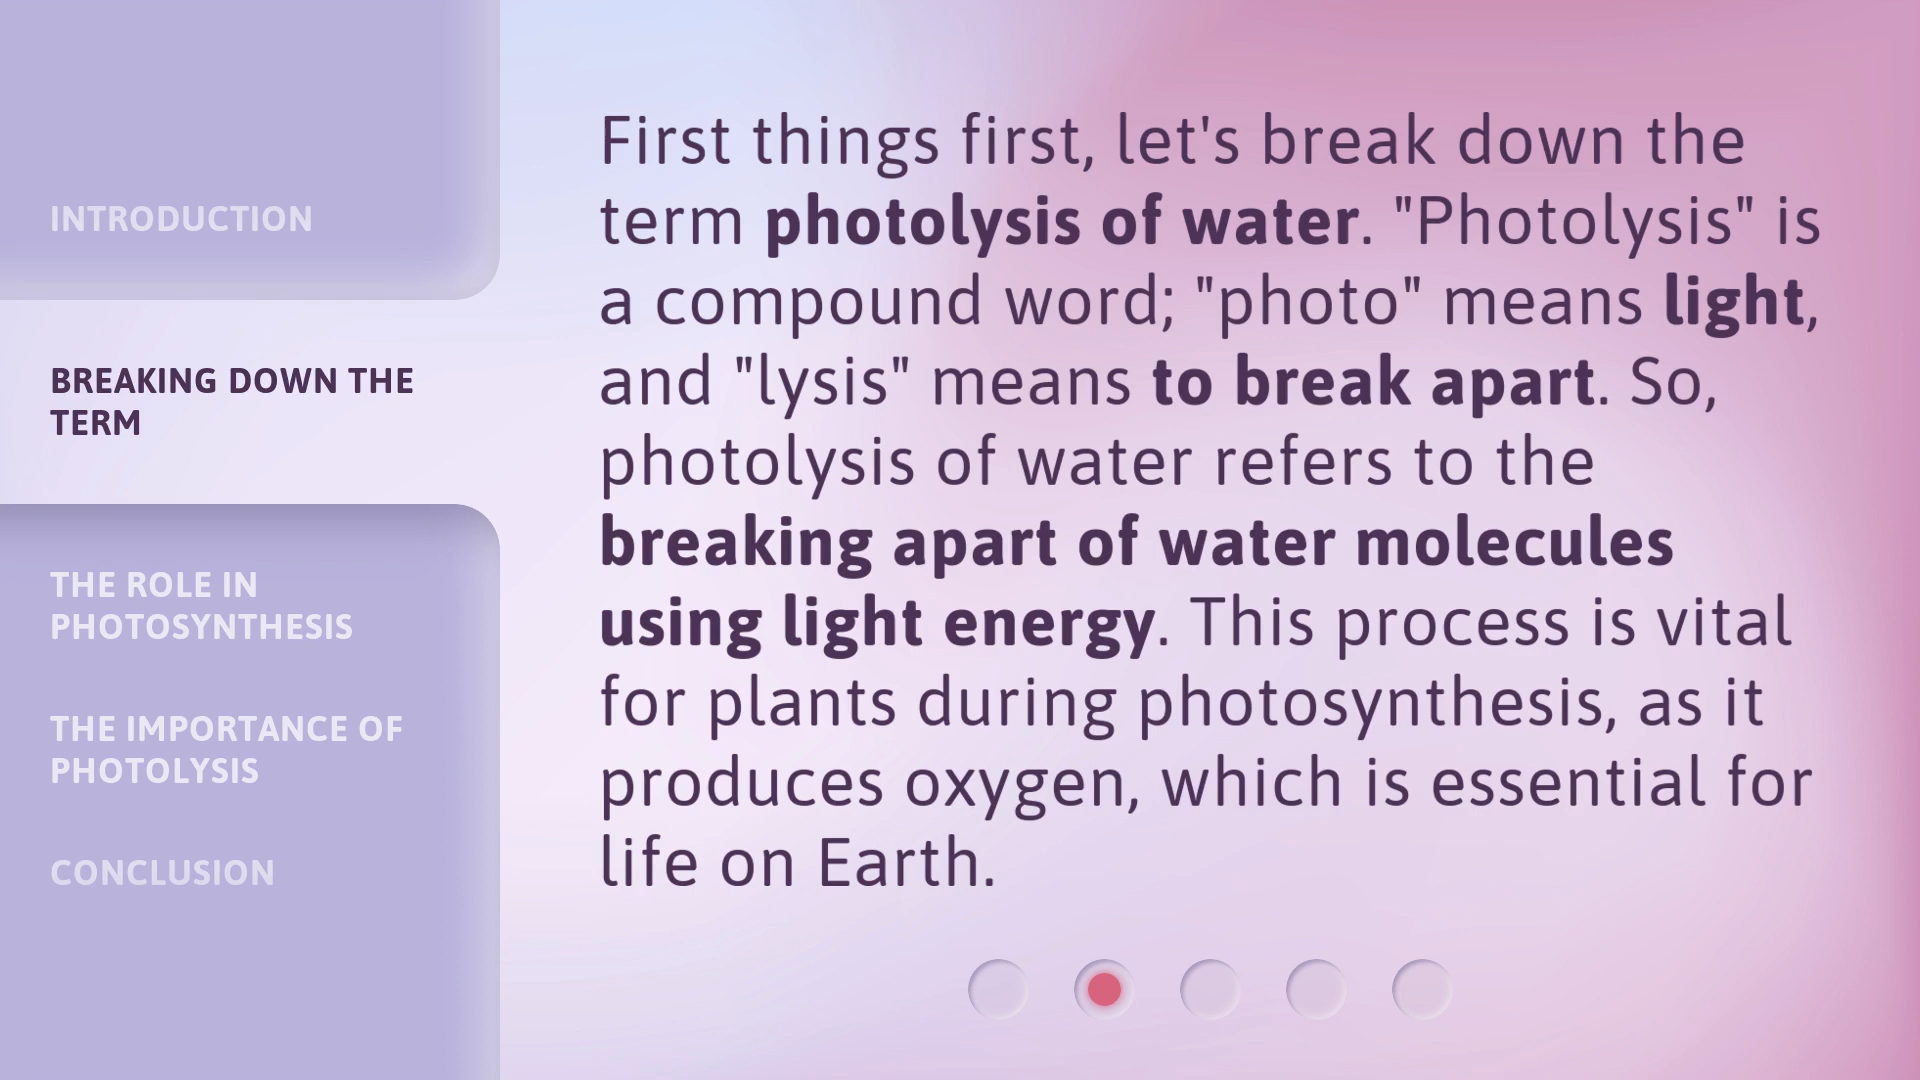 INTRODUCTION
BREAKING DOWN THE
TERM
THE ROLE IN
PHOTOSYNTHESIS
THE IMPORTANCE OF
PHOTOLYSIS
CONCLUSION
First things first, let's break down the
term photolysis of water. "Photolysis" is
a compound word; "photo" means light,
and "lysis" means to break apart. So,
photolysis of water refers to the
breaking apart of water molecules
using light energy. This process is vital
for plants during photosynthesis, as it
produces oxygen, which is essential for
life on Earth.